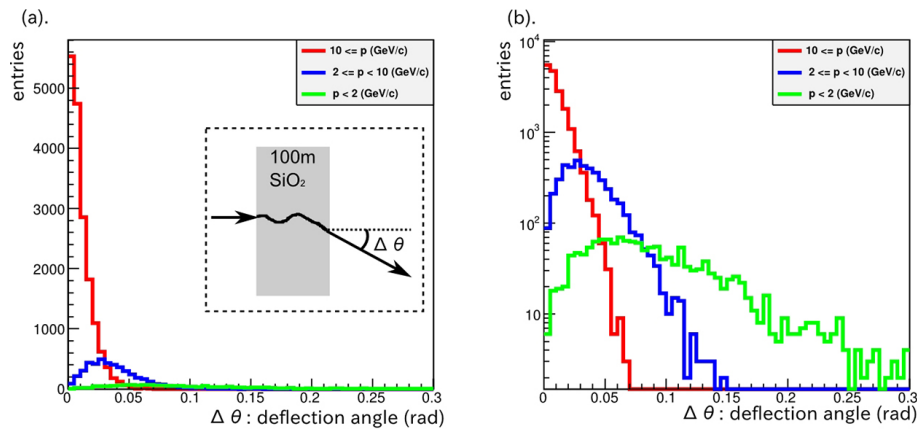 (a).
entries
5000
4000
3000
2000
1000
0
0 0.05 0.1 0.15 0.2 0.25 0.3
Δ θ : deflection angle (rad)
10 <= p (GeV/c)
2 <= p < 10 (GeV/c)
p < 2 (GeV/c)
100m
SiO₂
Δ θ
(b).
entries
10⁴
10³
10²
10
0 0.05 0.1 0.15 0.2 0.25 0.3
Δ θ : deflection angle (rad)
10 <= p (GeV/c)
2 <= p < 10 (GeV/c)
p < 2 (GeV/c)